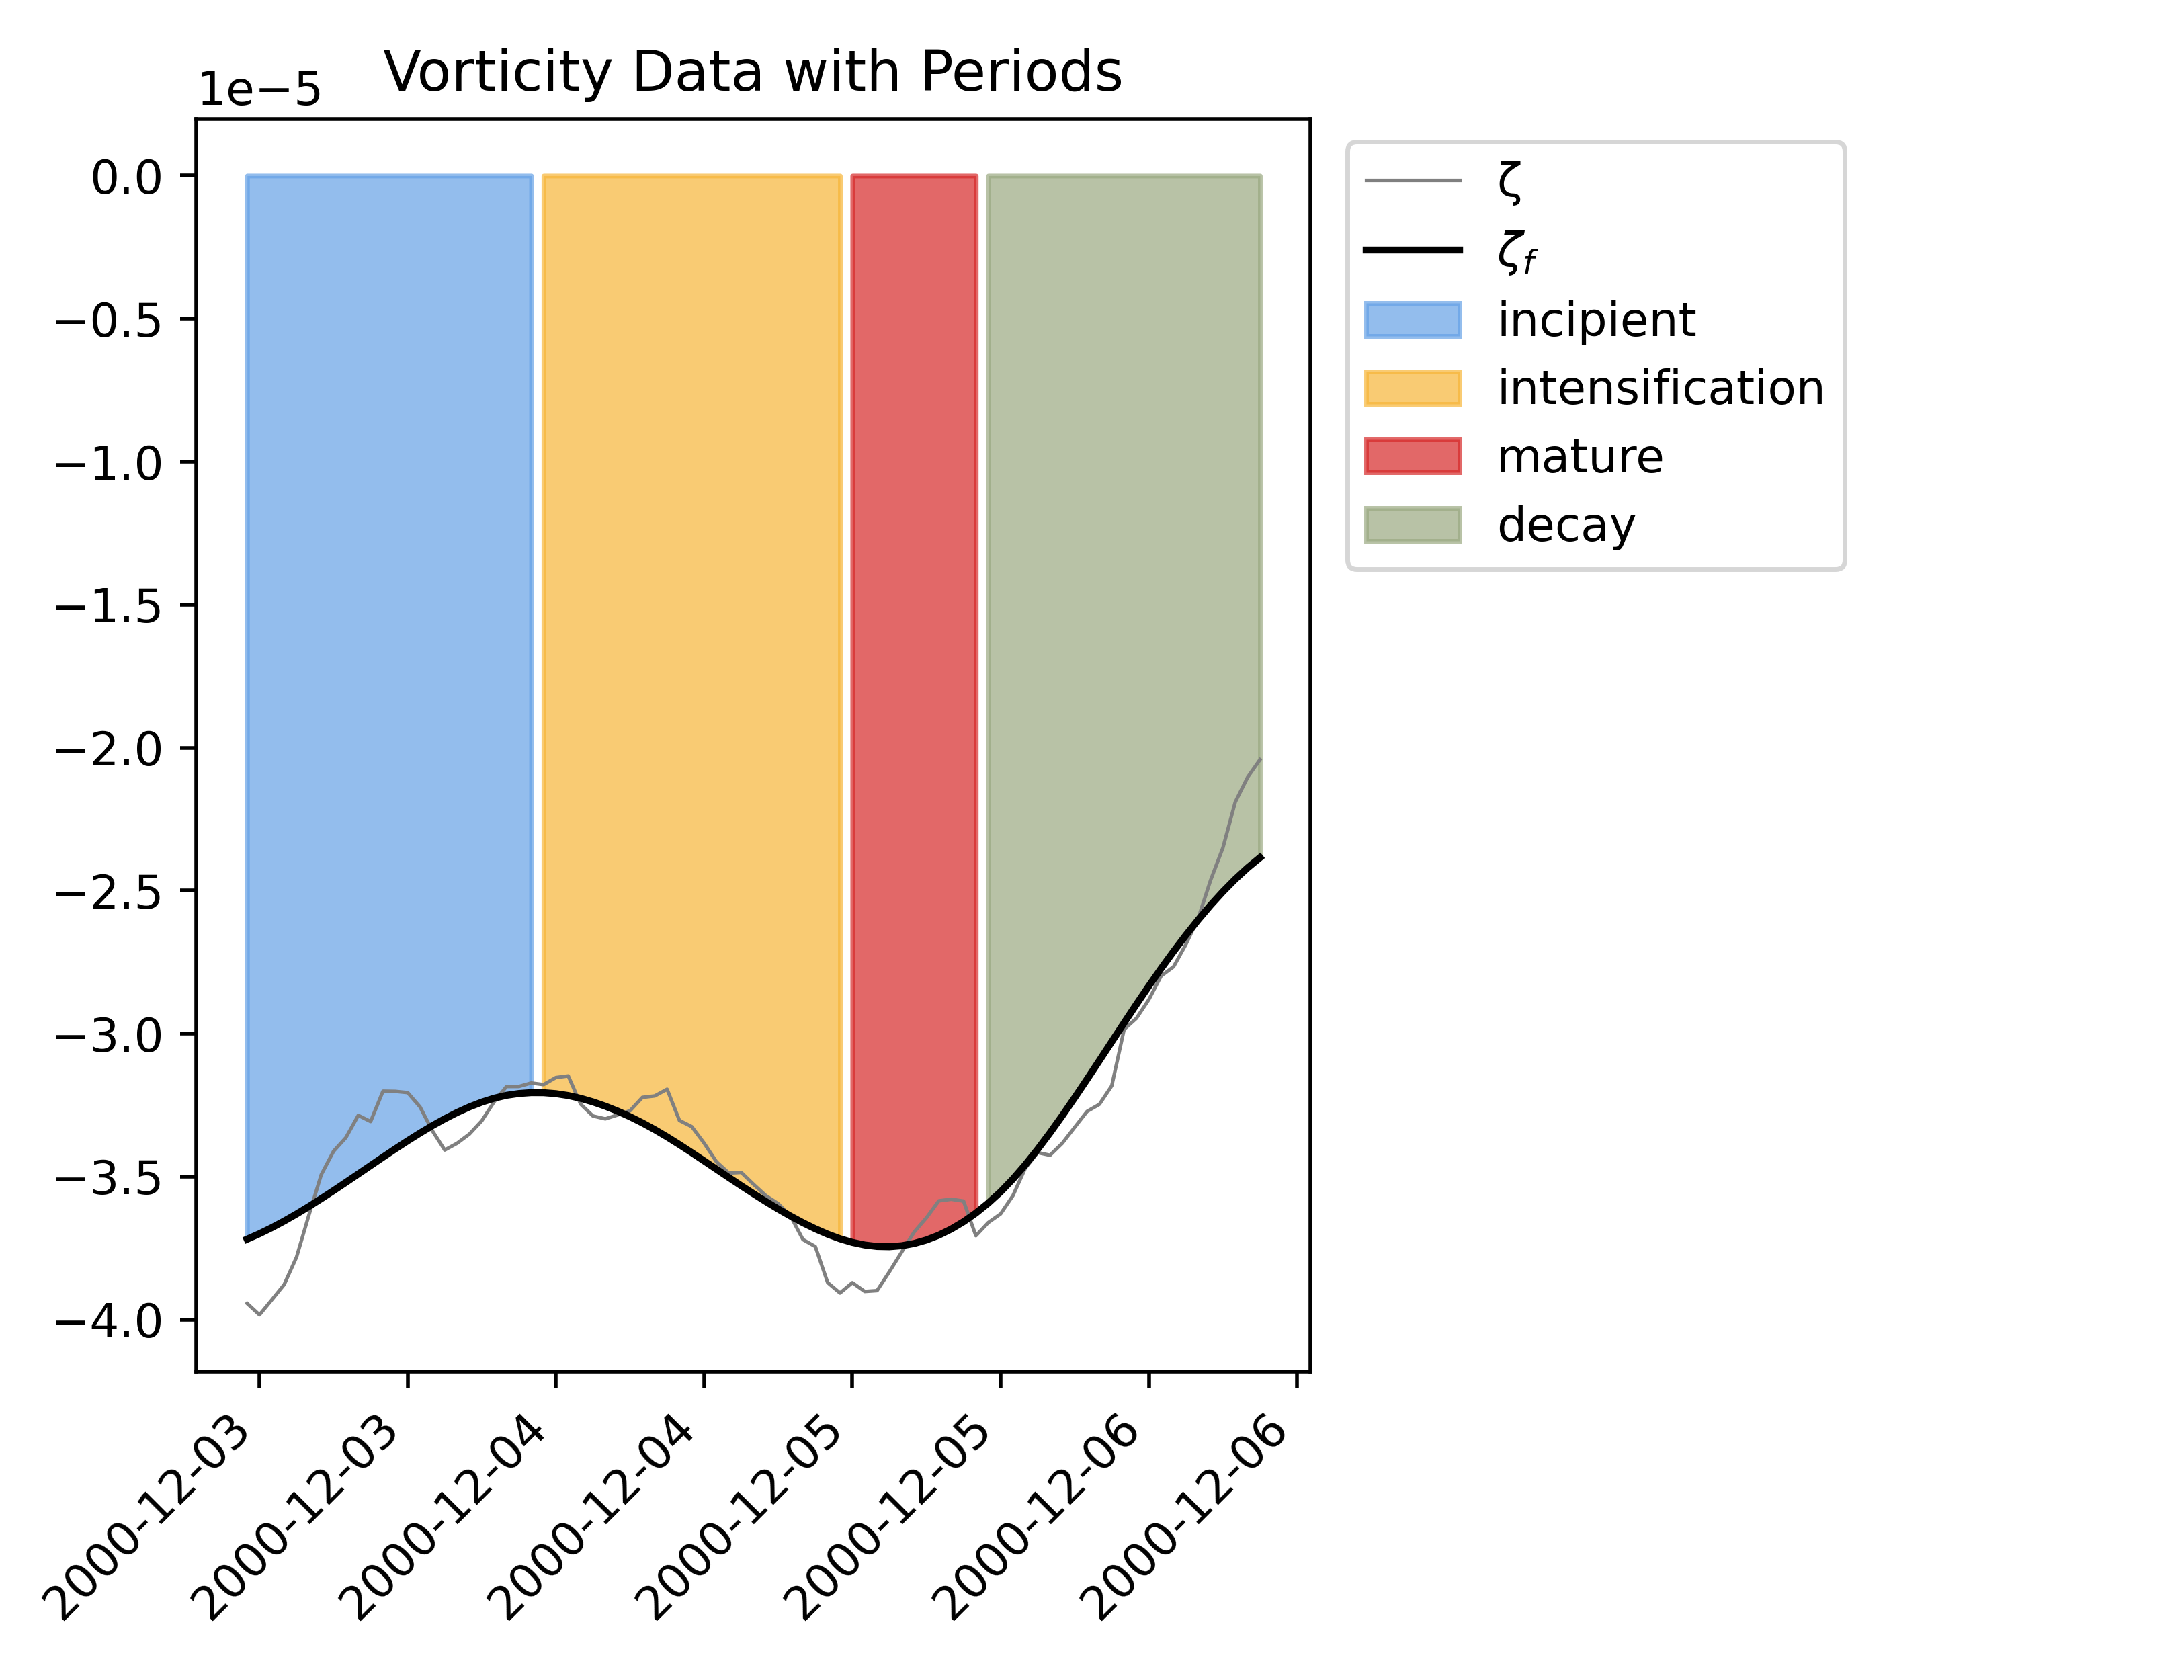 Vorticity Data with Periods
1e−5
0.0
−0.5
−1.0
−1.5
−2.0
−2.5
−3.0
−3.5
−4.0
2000-12-03
2000-12-03
2000-12-04
2000-12-04
2000-12-05
2000-12-05
2000-12-06
2000-12-06
ζ
ζf
incipient
intensification
mature
decay